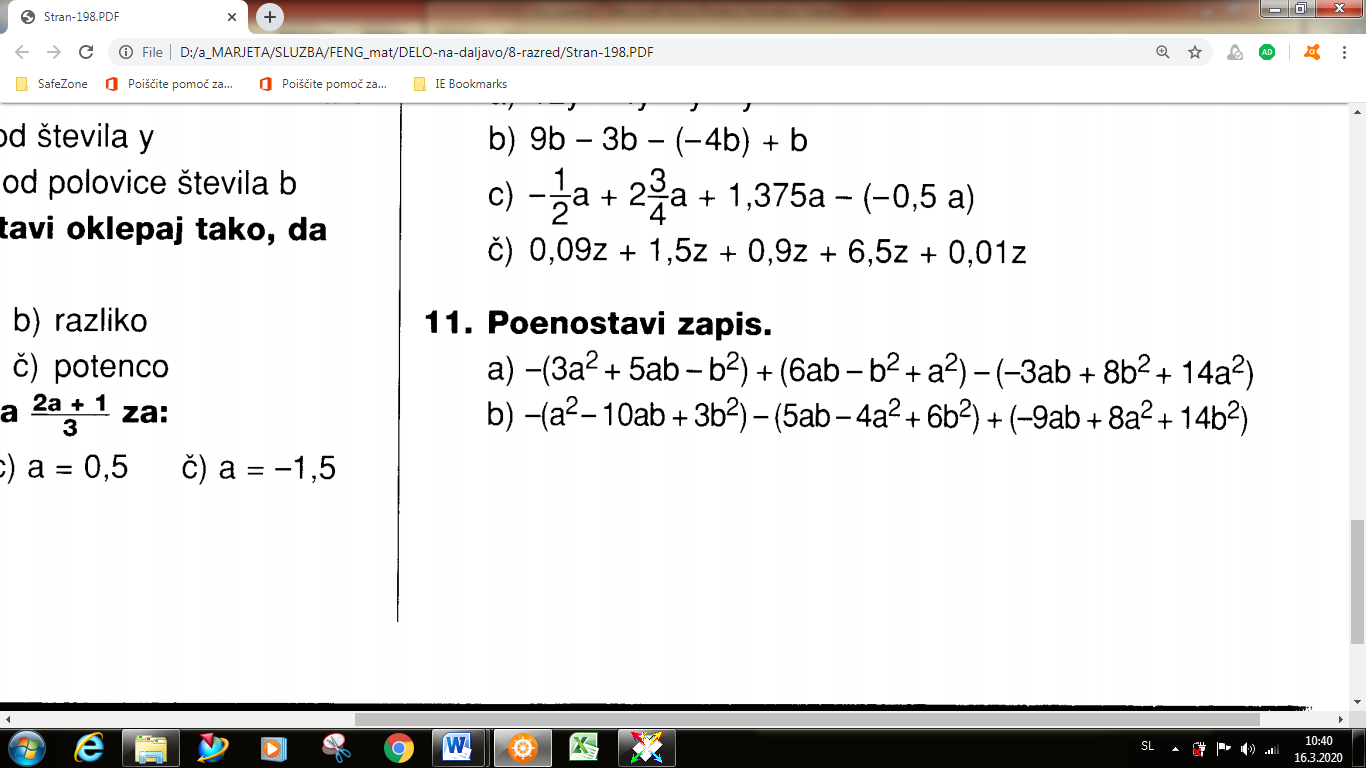 Stran-198.PDF
File D:/a_MARJETA/SLUZBA/FENG_mat/DELO-na-daljavo/8-razred/Stran-198.PDF
SafeZone Poiščite pomoč za... Poiščite pomoč za... IE Bookmarks
od števila y
od polovice števila b
tavi oklepaj tako, da
b) razliko
č) potenco
a (2a + 1)/3 za:
c) a = 0,5 č) a = –1,5
b) 9b – 3b – (–4b) + b
c) –1/2a + 2 3/4a + 1,375a – (–0,5 a)
č) 0,09z + 1,5z + 0,9z + 6,5z + 0,01z
11. Poenostavi zapis.
a) –(3a² + 5ab – b²) + (6ab – b² + a²) – (–3ab + 8b² + 14a²)
b) –(a² – 10ab + 3b²) – (5ab – 4a² + 6b²) + (–9ab + 8a² + 14b²)
SL 10:40
16.3.2020